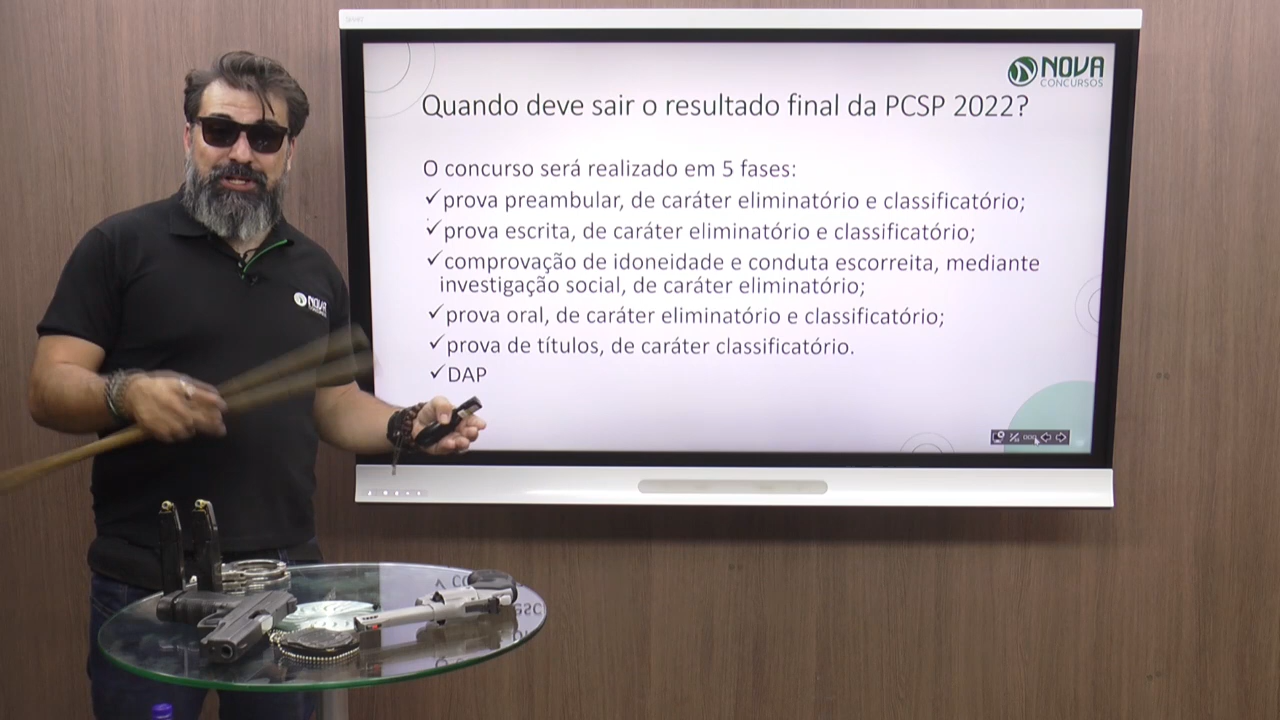 NOVA
CONCURSOS
Quando deve sair o resultado final da PCSP 2022?
O concurso será realizado em 5 fases:
✓prova preambular, de caráter eliminatório e classificatório;
✓prova escrita, de caráter eliminatório e classificatório;
✓comprovação de idoneidade e conduta escorreita, mediante
investigação social, de caráter eliminatório;
✓prova oral, de caráter eliminatório e classificatório;
✓prova de títulos, de caráter classificatório.
✓DAP
NOVA